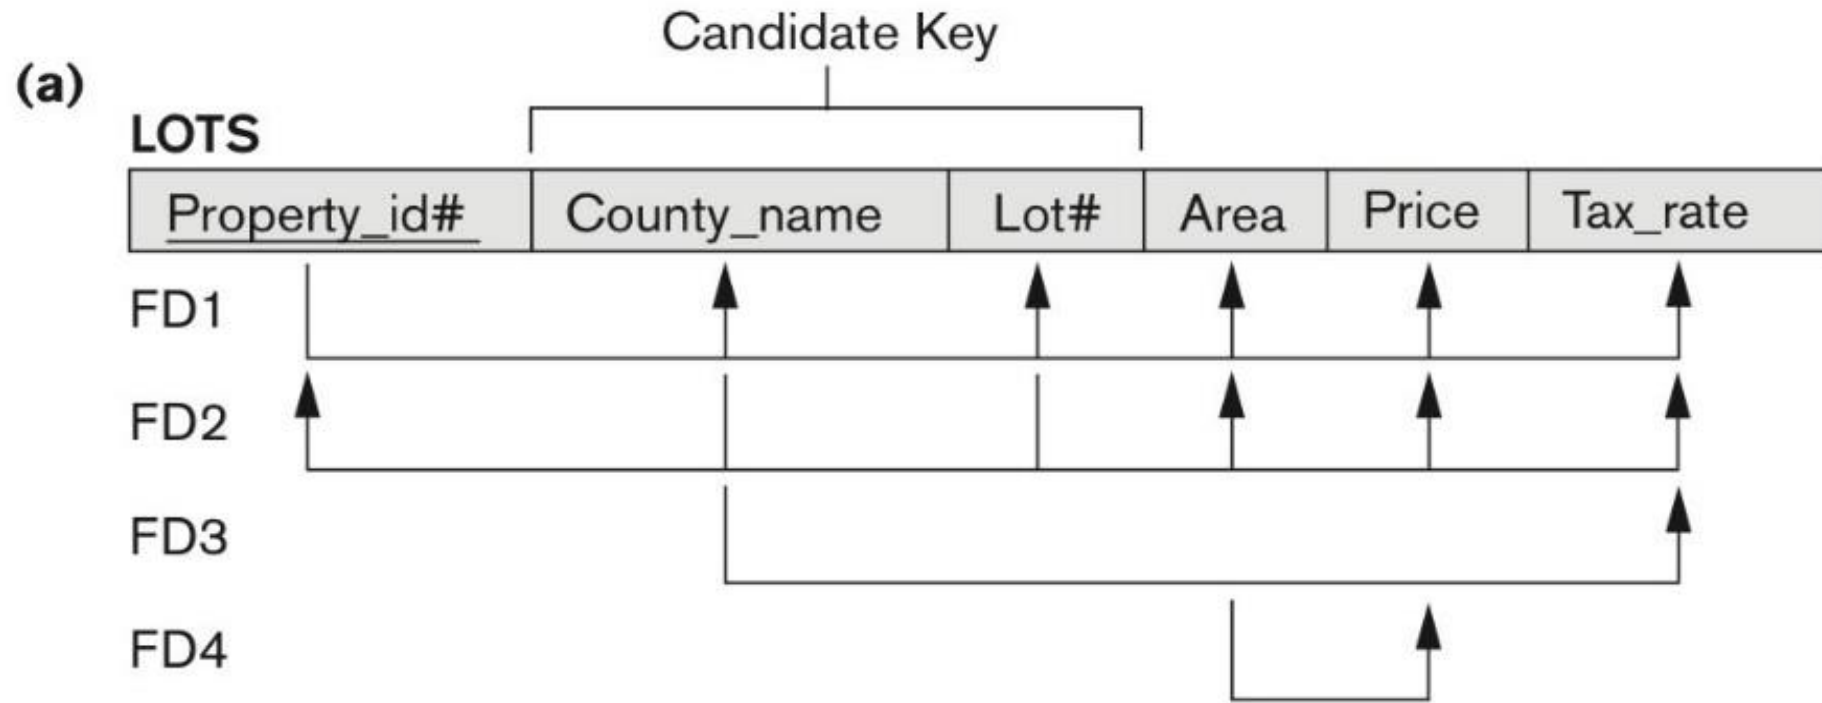 Candidate Key
(a)
LOTS
Property_id# County_name Lot# Area Price Tax_rate
FD1
FD2
FD3
FD4